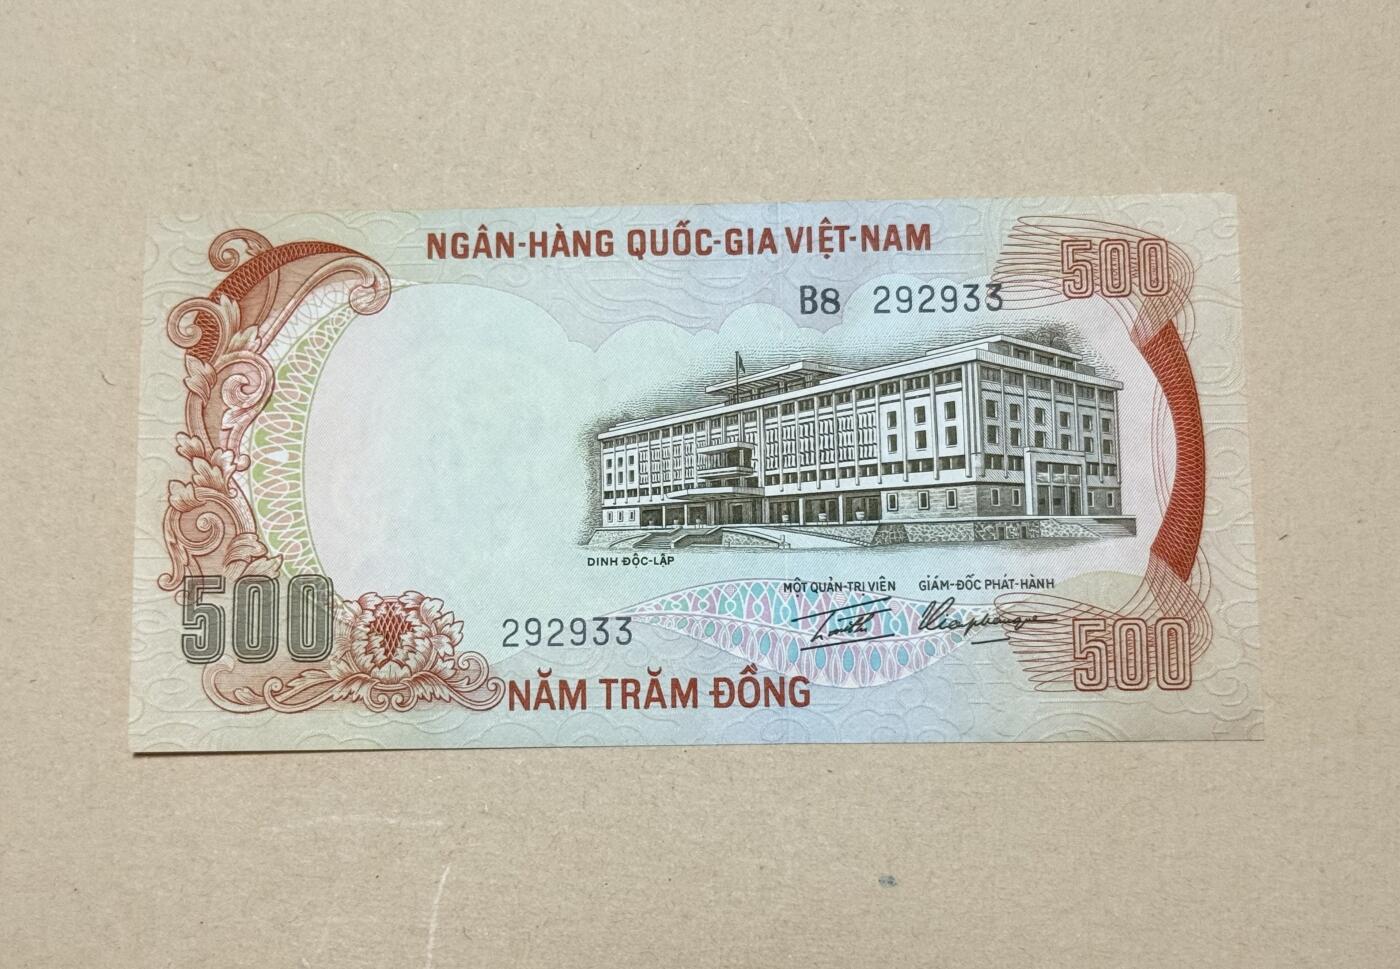 NGÂN-HÀNG QUỐC-GIA VIỆT-NAM
500
B8 292933
DINH ĐỘC-LẬP
MỘT QUẢN-TRỊ VIÊN
GIÁM-ĐỐC PHÁT-HÀNH
500
292933
500
NĂM TRĂM ĐỒNG